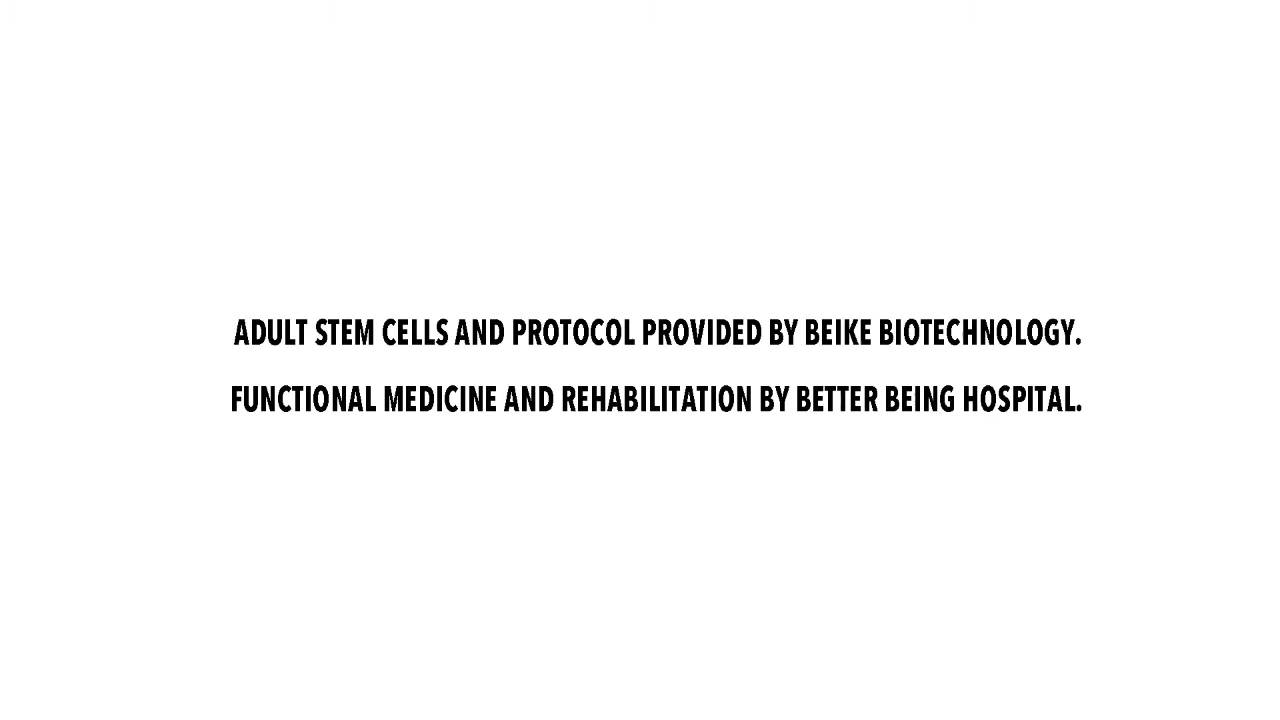 ADULT STEM CELLS AND PROTOCOL PROVIDED BY BEIKE BIOTECHNOLOGY.
FUNCTIONAL MEDICINE AND REHABILITATION BY BETTER BEING HOSPITAL.